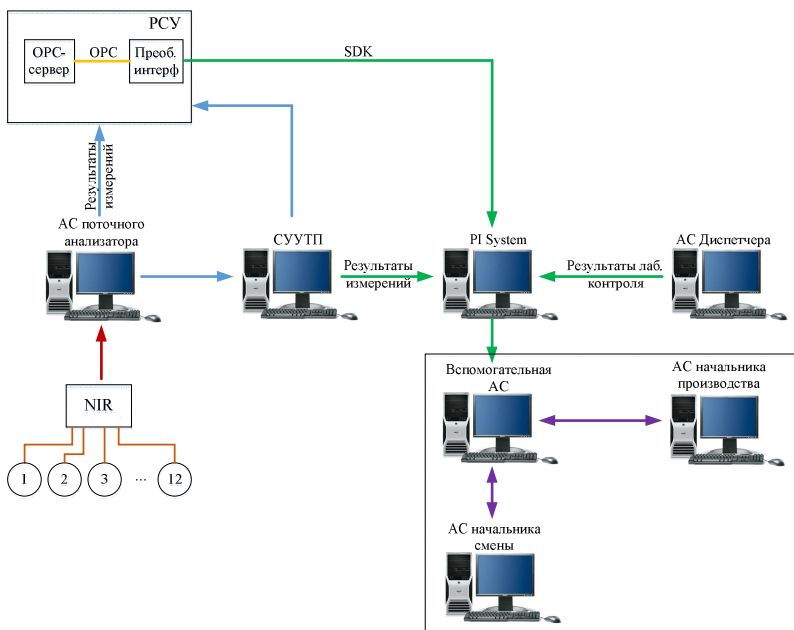 РСУ
OPC-
сервер
OPC
Преоб.
интерф
SDK
Результаты
измерений
АС поточного
анализатора
СУУТП
PI System
АС Диспетчера
Результаты
измерений
Результаты лаб.
контроля
NIR
1
2
3
...
12
Вспомогательная
АС
АС начальника
производства
АС начальника
смены